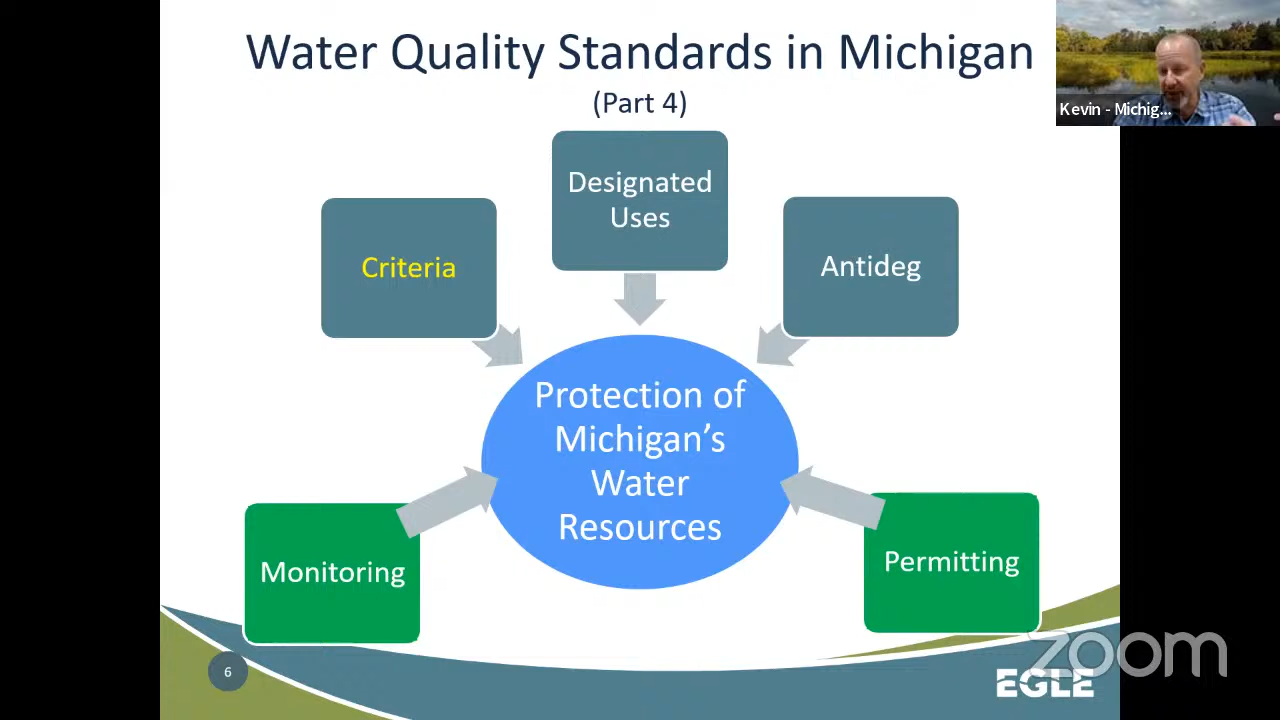 Water Quality Standards in Michigan
(Part 4)
Kevin - Michig...
Designated
Uses
Criteria
Antideg
Protection of
Michigan’s
Water
Resources
Monitoring
Permitting
6
EGLE
zoom